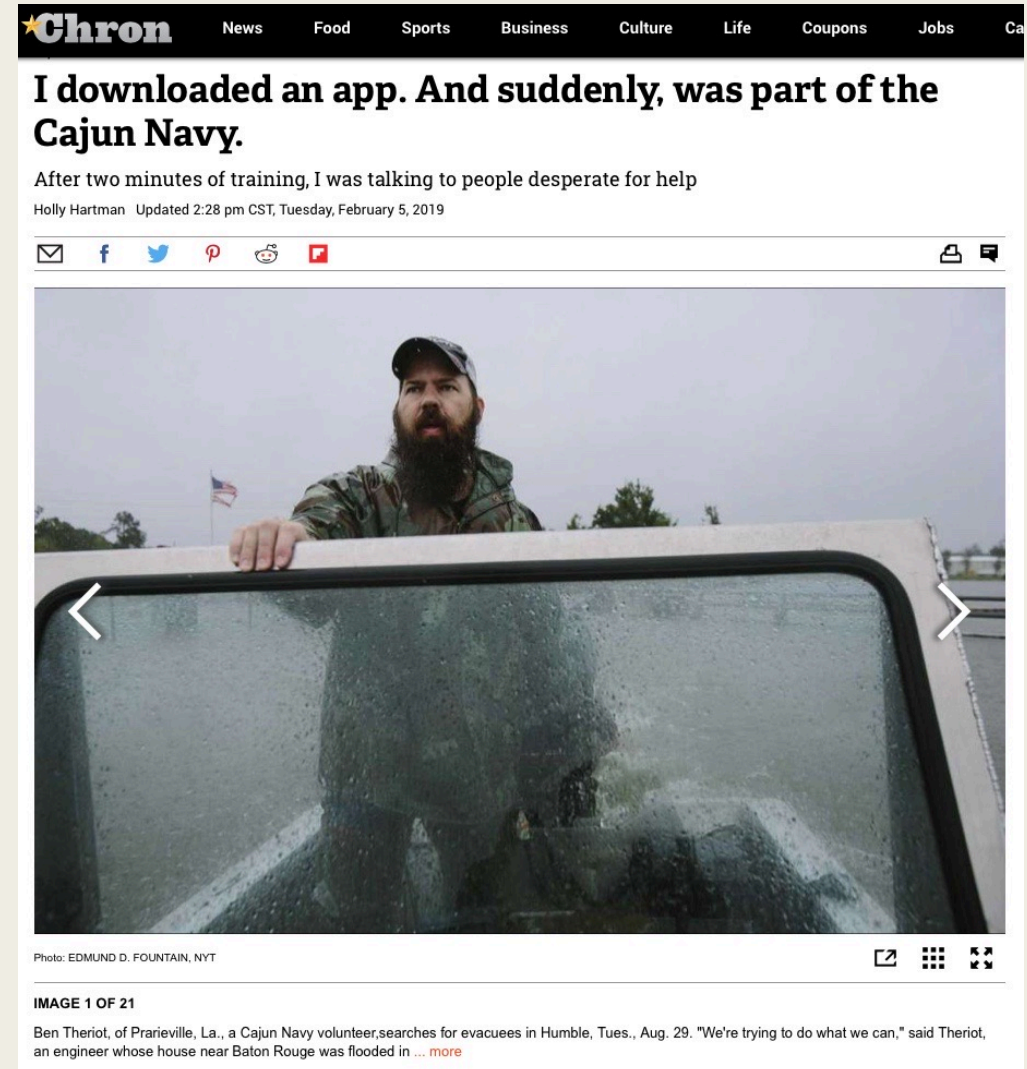 Chron News Food Sports Business Culture Life Coupons Jobs Ca
I downloaded an app. And suddenly, was part of the
Cajun Navy.
After two minutes of training, I was talking to people desperate for help
Holly Hartman Updated 2:28 pm CST, Tuesday, February 5, 2019
Photo: EDMUND D. FOUNTAIN, NYT
IMAGE 1 OF 21
Ben Theriot, of Prarieville, La., a Cajun Navy volunteer,searches for evacuees in Humble, Tues., Aug. 29. "We're trying to do what we can," said Theriot,
an engineer whose house near Baton Rouge was flooded in ... more